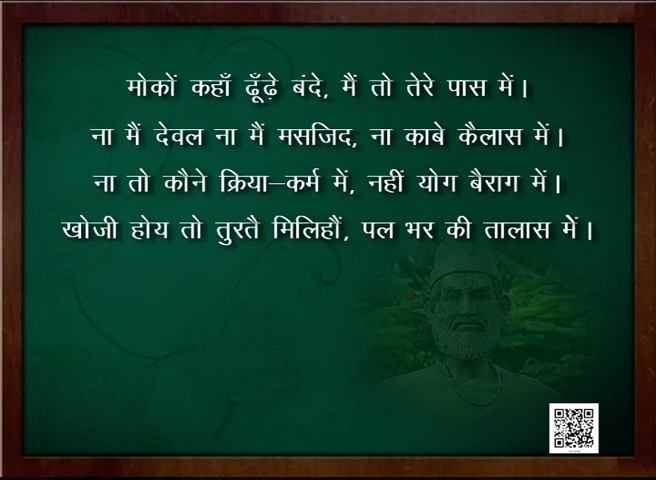 मोकों कहाँ ढूँढ़े बंदे, मैं तो तेरे पास में।
ना मैं देवल ना मैं मसजिद, ना काबे कैलास में।
ना तो कौने क्रिया–कर्म में, नहीं योग बैराग में।
खोजी होय तो तुरतै मिलिहौं, पल भर की तालास में।